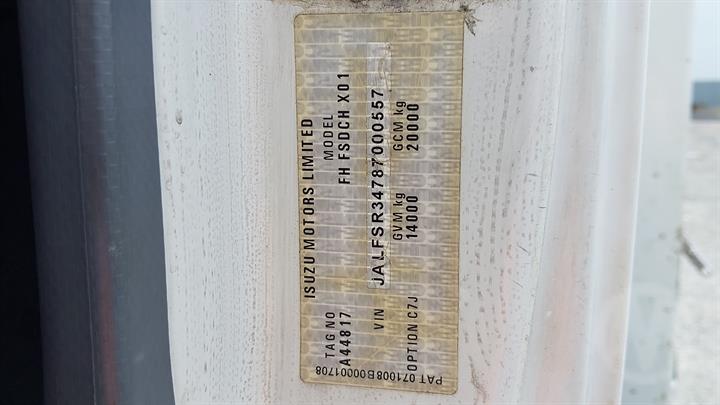 ISUZU MOTORS LIMITED
TAG NO MODEL
A44817 FH FSDCH X01
VIN JALFSR34787000557
GVM kg GCM kg
OPTION C7J 14000 20000
PAT 071008B00001708